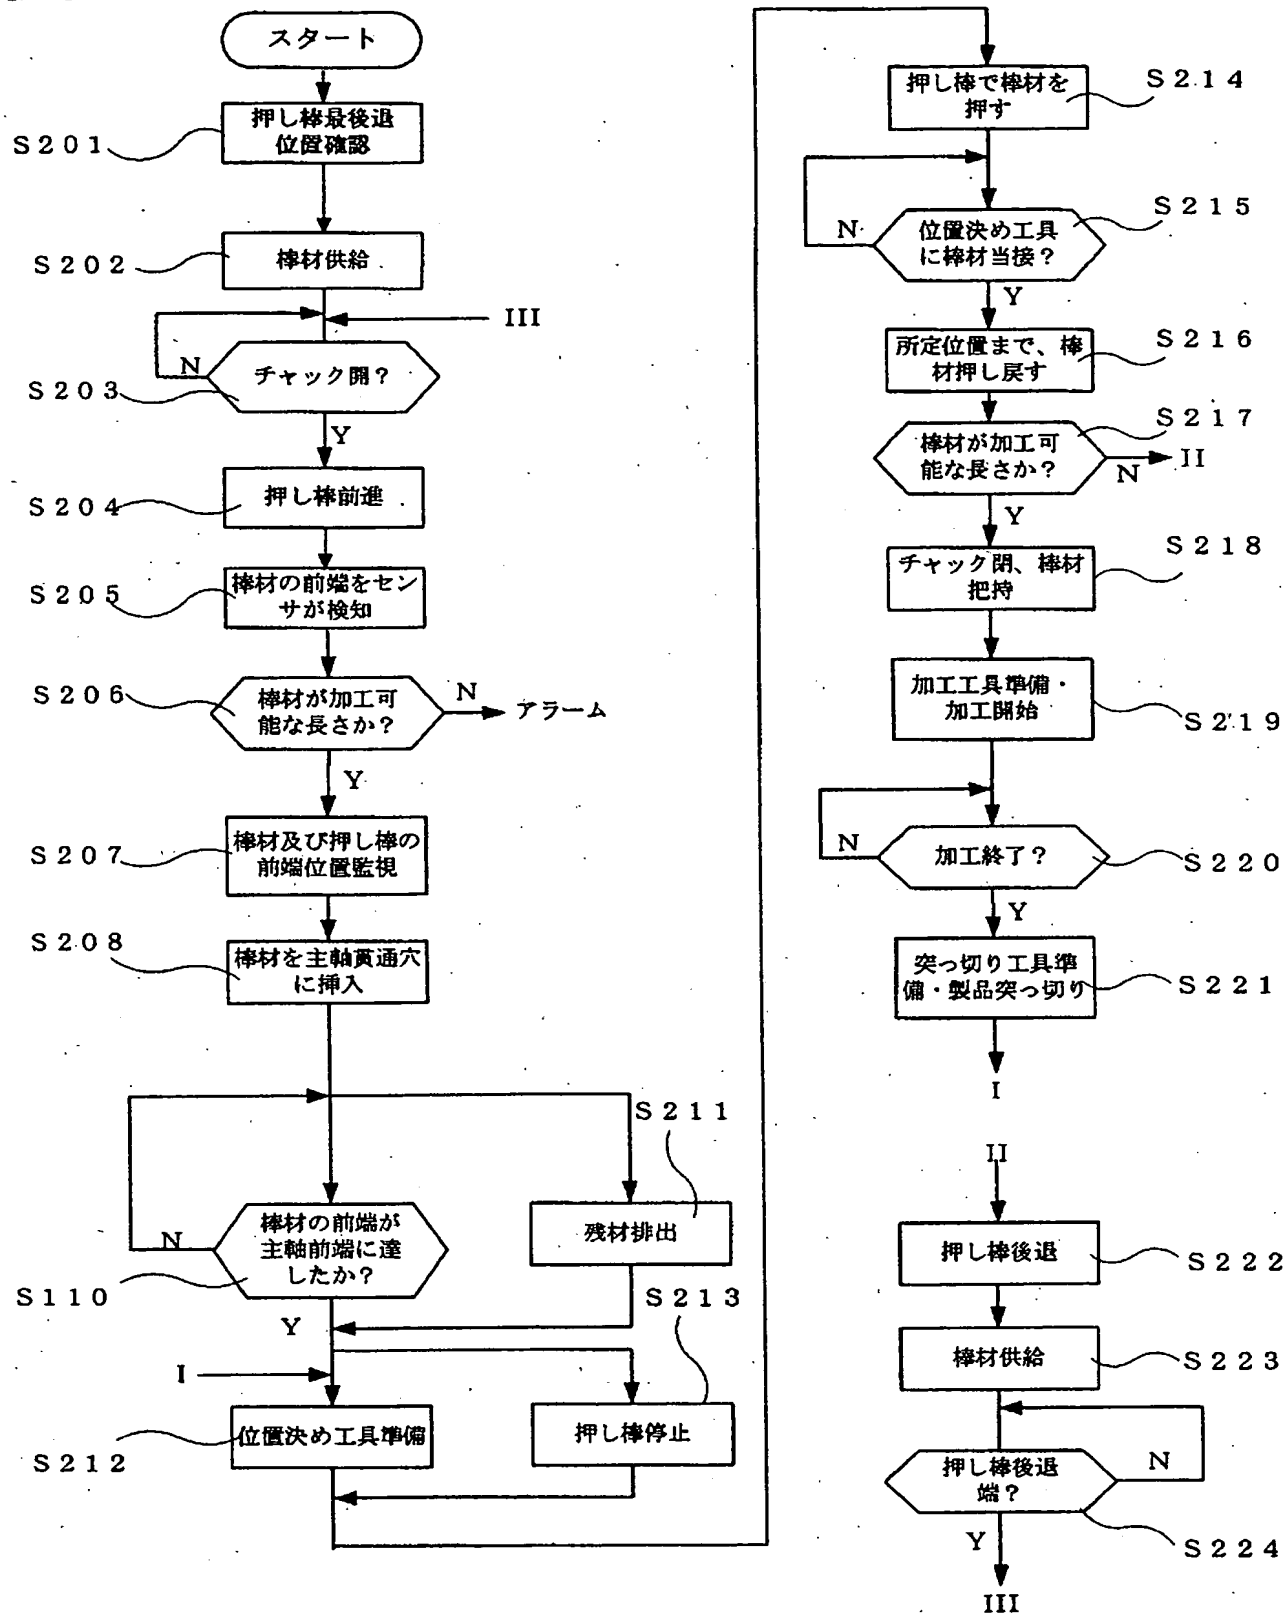 スタート
押し棒最後退
位置確認
S201
棒材供給
S202
III
チャック開?
N
S203
Y
押し棒前進
S204
棒材の前端をセン
サが検知
S205
棒材が加工可
能な長さか?
S206
N
アラーム
Y
棒材及び押し棒の
前端位置監視
S207
棒材を主軸貫通穴
に挿入
S208
S211
残材排出
棒材の前端が
主軸前端に達
したか?
N
S110
Y
S213
I
位置決め工具準備
押し棒停止
S212
押し棒で棒材を
押す
S214
位置決め工具
に棒材当接?
S215
N
Y
所定位置まで、棒
材押し戻す
S216
棒材が加工可
能な長さか?
S217
N
II
Y
チャック閉、棒材
把持
S218
加工工具準備・
加工開始
S219
加工終了?
N
S220
Y
突っ切り工具準
備・製品突っ切り
S221
I
II
押し棒後退
S222
棒材供給
S223
押し棒後退
端?
N
S224
Y
III